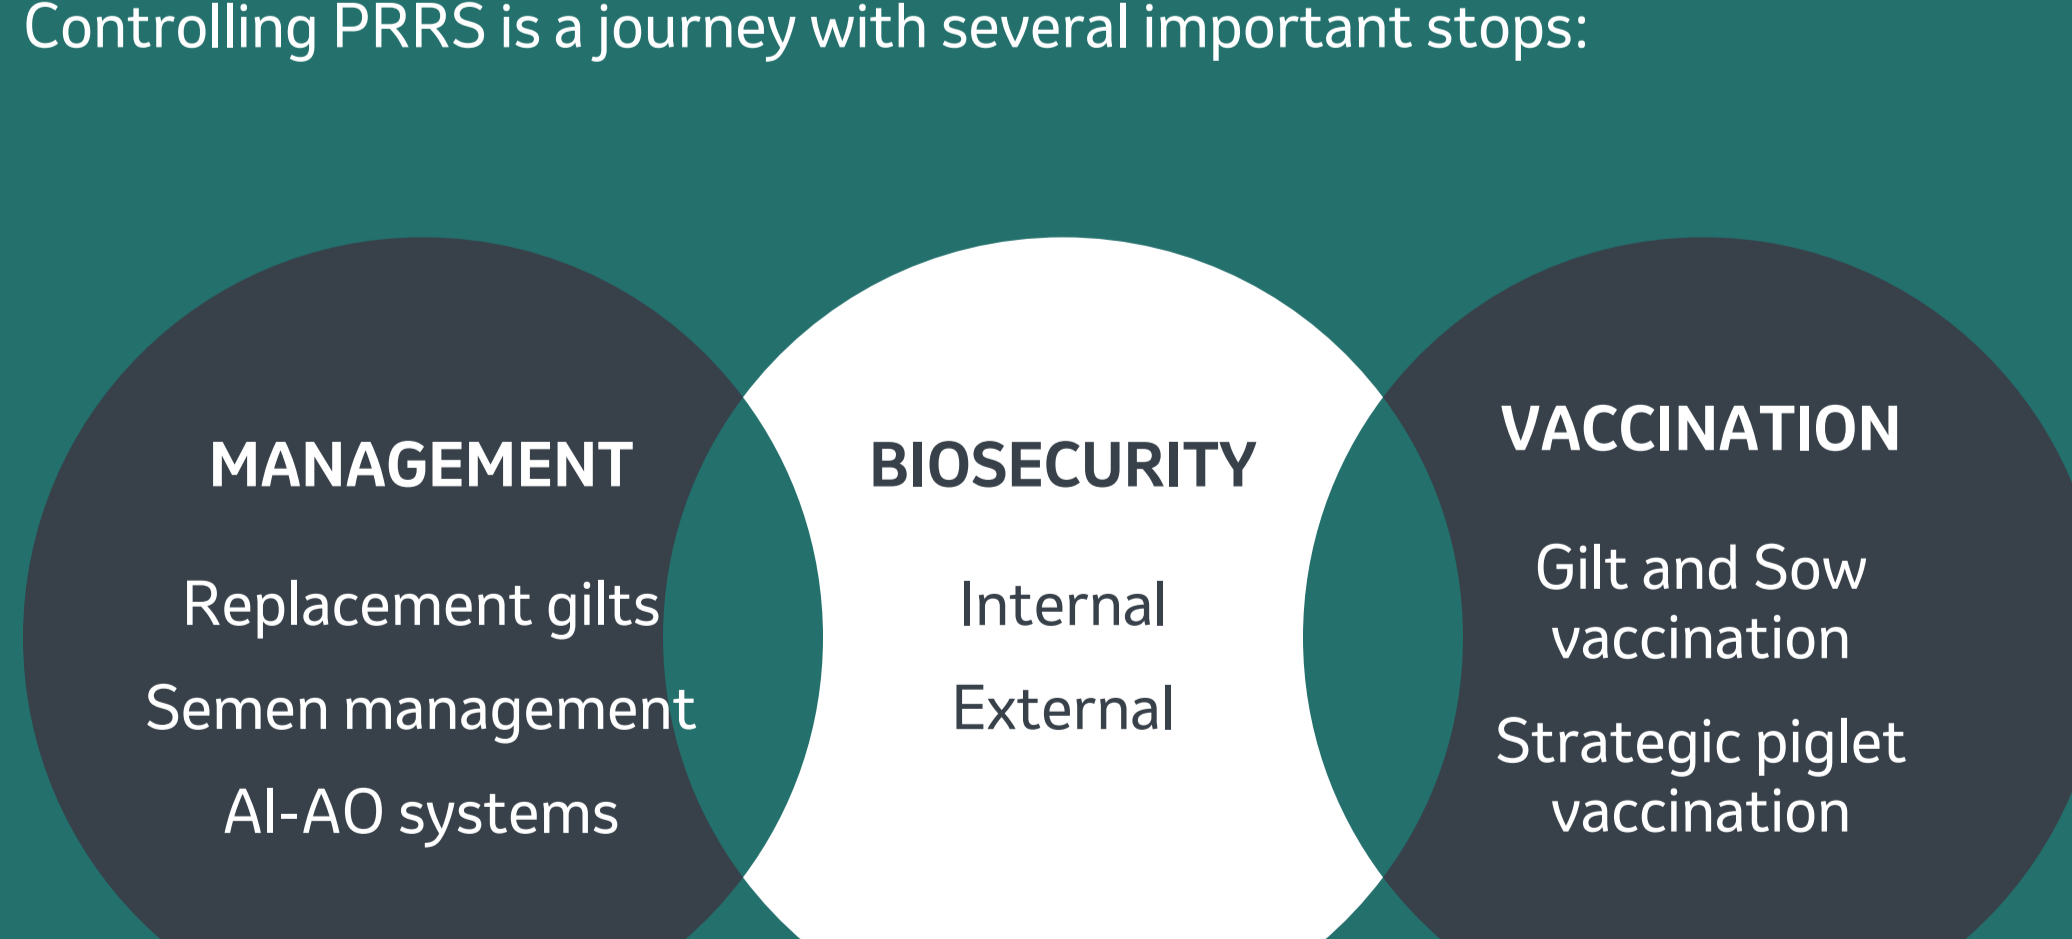 Controlling PRRS is a journey with several important stops:
MANAGEMENT
Replacement gilts
Semen management
AI-AO systems
BIOSECURITY
Internal
External
VACCINATION
Gilt and Sow
vaccination
Strategic piglet
vaccination